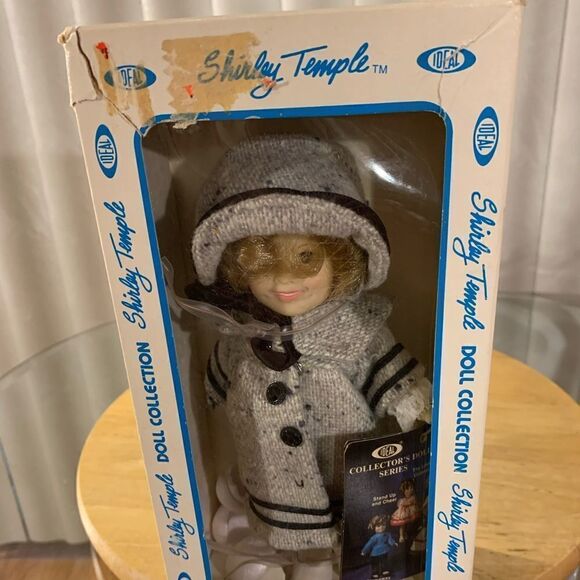 IDEAL
Shirley Temple™
IDEAL
IDEAL
Shirley Temple
DOLL COLLECTION
Shirley Temple
IDEAL
Shirley Temple
DOLL COLLECTION
Shirley Temple
IDEAL
COLLECTOR'S DOLL
SERIES
Stand Up
and Cheer